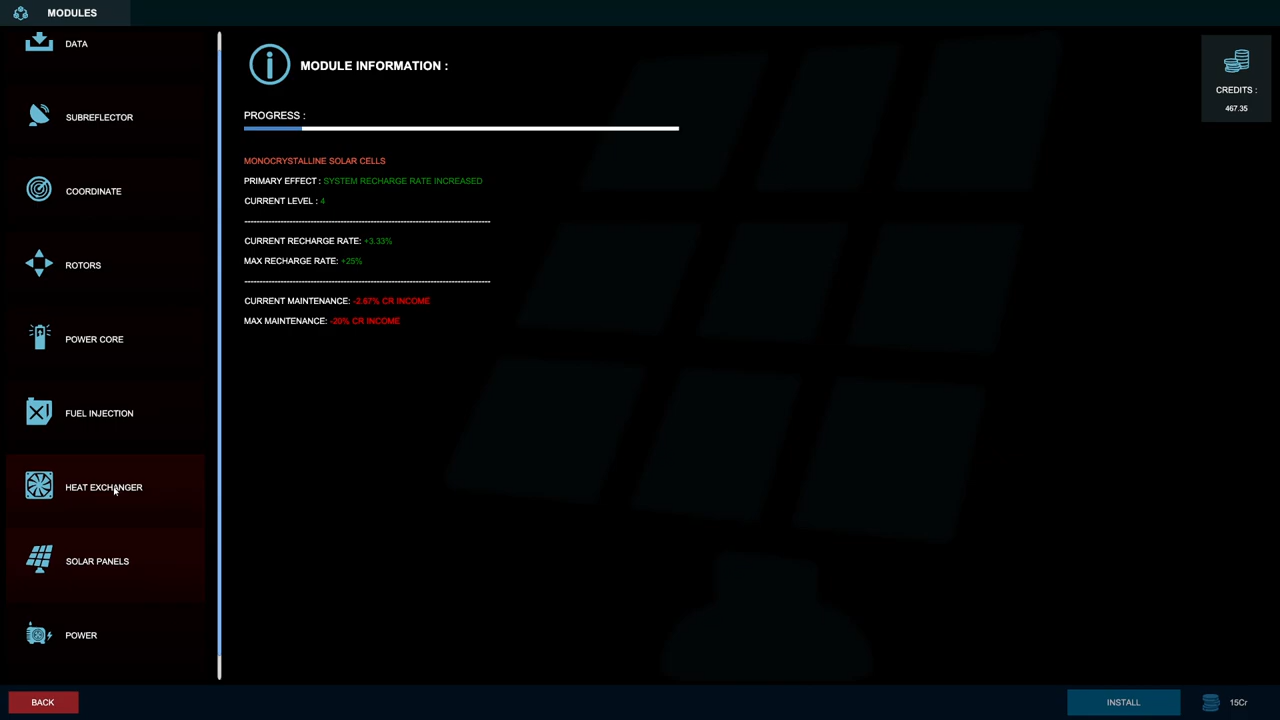 MODULES
DATA
SUBREFLECTOR
COORDINATE
ROTORS
POWER CORE
FUEL INJECTION
HEAT EXCHANGER
SOLAR PANELS
POWER
MODULE INFORMATION :
PROGRESS :
MONOCRYSTALLINE SOLAR CELLS
PRIMARY EFFECT : SYSTEM RECHARGE RATE INCREASED
CURRENT LEVEL : 4
CURRENT RECHARGE RATE: +3.33%
MAX RECHARGE RATE: +25%
CURRENT MAINTENANCE: -2.67% CR INCOME
MAX MAINTENANCE: -20% CR INCOME
CREDITS :
467.35
BACK
INSTALL
15Cr